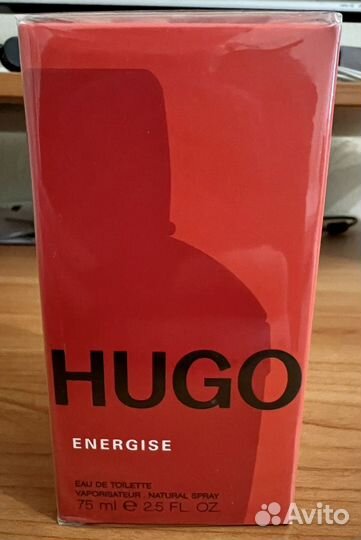 HUGO
ENERGISE
EAU DE TOILETTE
VAPORISATEUR . NATURAL SPRAY
75 ml ℮ 2.5 FL. OZ.
Avito